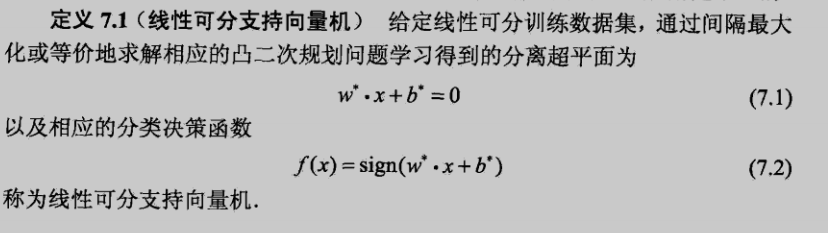 定义 7.1（线性可分支持向量机） 给定线性可分训练数据集，通过间隔最大
化或等价地求解相应的凸二次规划问题学习得到的分离超平面为
w* · x + b* = 0 (7.1)
以及相应的分类决策函数
f(x) = sign(w* · x + b*) (7.2)
称为线性可分支持向量机.